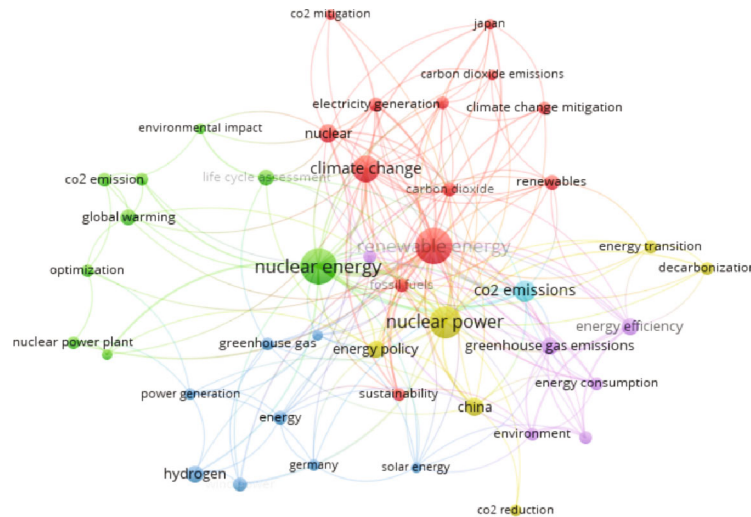 co2 mitigation
japan
carbon dioxide emissions
electricity generation
climate change mitigation
environmental impact
nuclear
climate change
co2 emission
life cycle assessment
carbon dioxide
renewables
global warming
renewable energy
energy transition
nuclear energy
decarbonization
optimization
fossil fuels
co2 emissions
nuclear power
energy efficiency
nuclear power plant
greenhouse gas
energy policy
greenhouse gas emissions
power generation
sustainability
energy consumption
china
energy
environment
hydrogen
germany
solar energy
co2 reduction